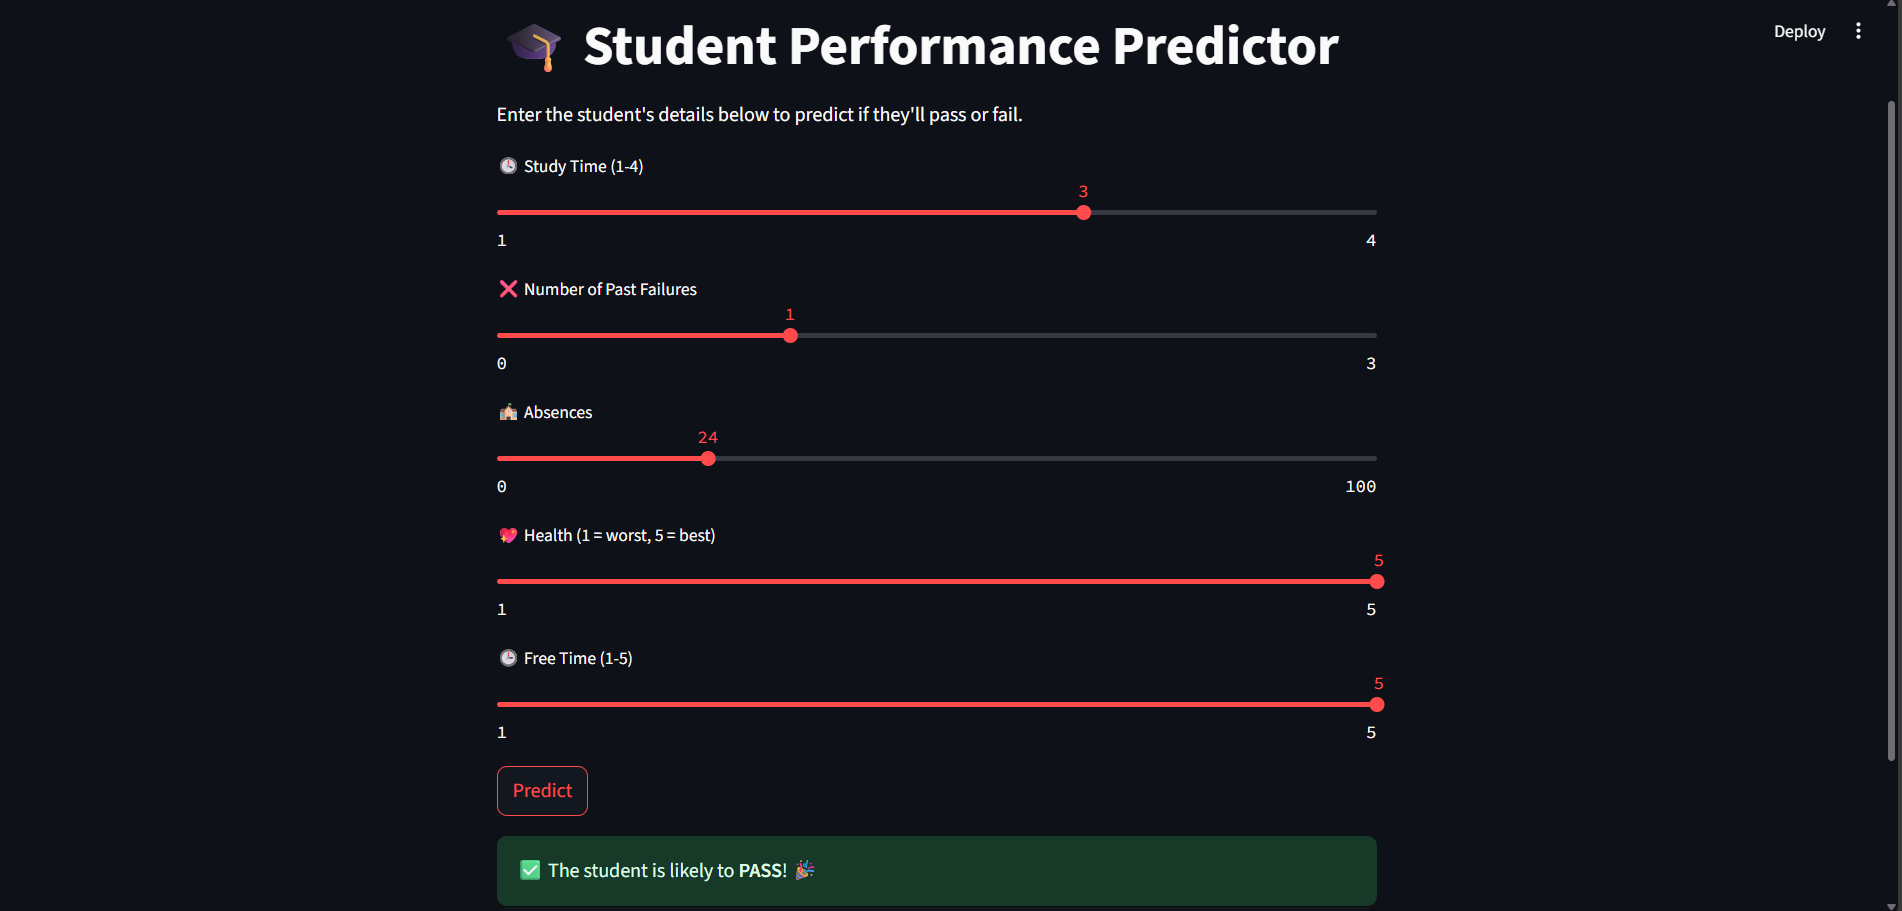 Deploy
🎓 Student Performance Predictor
Enter the student's details below to predict if they'll pass or fail.
🕓 Study Time (1-4)
3
1 4
❌ Number of Past Failures
1
0 3
🏫 Absences
24
0 100
💖 Health (1 = worst, 5 = best)
5
1 5
🕒 Free Time (1-5)
5
1 5
Predict
✅ The student is likely to PASS! 🎉